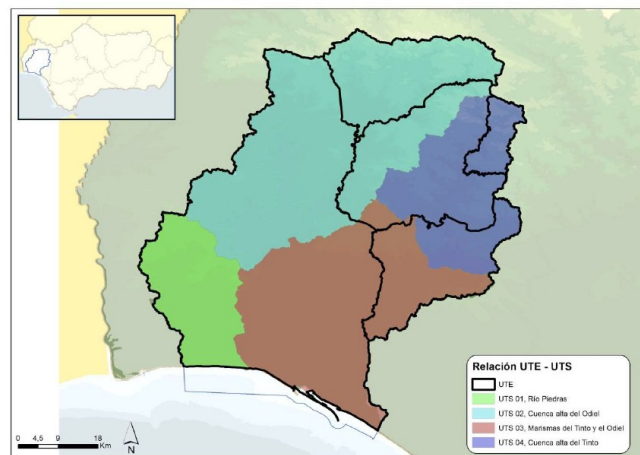 Relación UTE - UTS
UTE
UTS 01, Río Piedras
UTS 02, Cuenca alta del Odiel
UTS 03, Marismas del Tinto y el Odiel
UTS 04, Cuenca alta del Tinto
0 4,5 9 18
Km
N